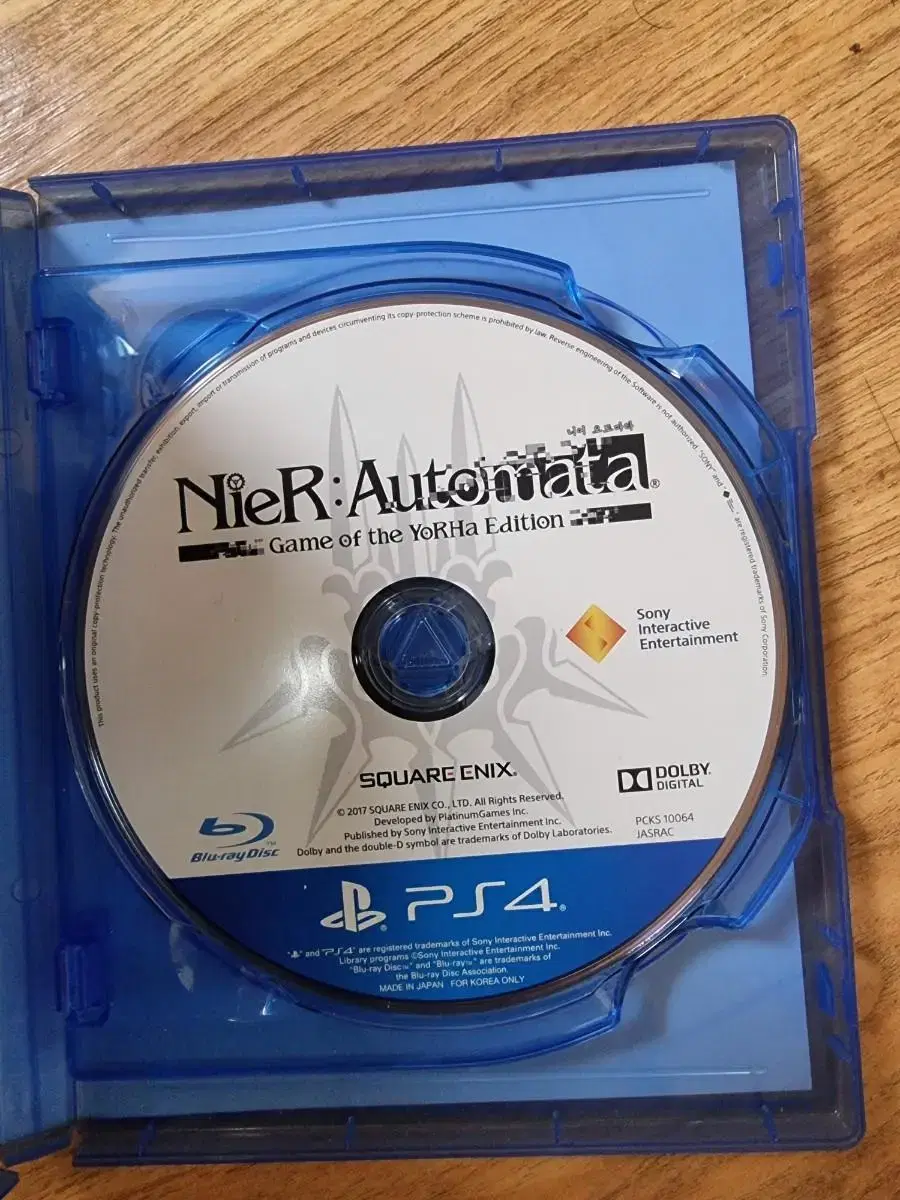 This product uses an original copy-protection technology. The unauthorized transfer, exhibition, export, import or transmission of programs and devices circumventing its copy-protection scheme is prohibited by law. Reverse engineering of the Software is not authorized. "SONY" and " " are registered trademarks of Sony Corporation.
니어 오토마타
NieR:Automata®
Game of the YoRHa Edition
Sony
Interactive
Entertainment
SQUARE ENIX®
DOLBY®
DIGITAL
© 2017 SQUARE ENIX CO., LTD. All Rights Reserved.
Developed by PlatinumGames Inc.
Published by Sony Interactive Entertainment Inc.
Dolby and the double-D symbol are trademarks of Dolby Laboratories.
PCKS 10064
JASRAC
Blu-ray Disc™
PS4®
" " and "PS4" are registered trademarks of Sony Interactive Entertainment Inc.
Library programs ©Sony Interactive Entertainment Inc.
"Blu-ray Disc™" and "Blu-ray™" are trademarks of
the Blu-ray Disc Association.
MADE IN JAPAN FOR KOREA ONLY